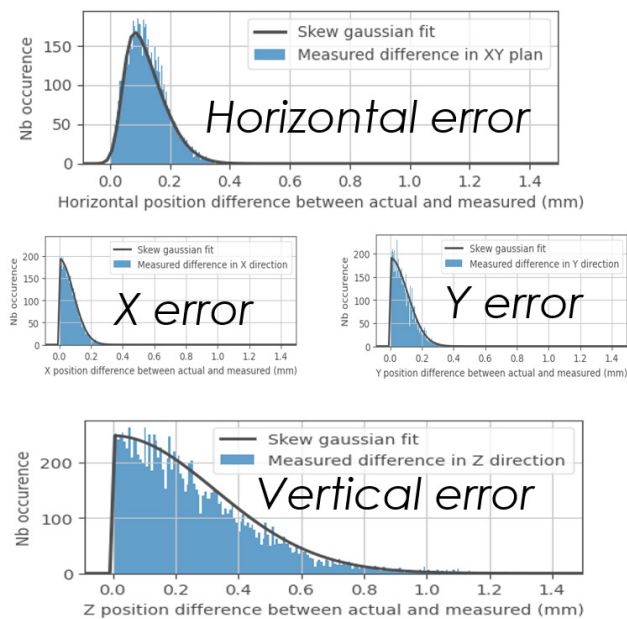 Skew gaussian fit
Measured difference in XY plan
Horizontal error
Nb occurence
150
100
50
0
0.0 0.2 0.4 0.6 0.8 1.0 1.2 1.4
Horizontal position difference between actual and measured (mm)
Skew gaussian fit
Measured difference in X direction
X error
Nb occurence
200
150
100
50
0
0.0 0.2 0.4 0.6 0.8 1.0 1.2 1.4
X position difference between actual and measured (mm)
Skew gaussian fit
Measured difference in Y direction
Y error
Nb occurence
200
150
100
50
0
0.0 0.2 0.4 0.6 0.8 1.0 1.2 1.4
Y position difference between actual and measured (mm)
Skew gaussian fit
Measured difference in Z direction
Vertical error
Nb occurence
200
100
0
0.0 0.2 0.4 0.6 0.8 1.0 1.2 1.4
Z position difference between actual and measured (mm)